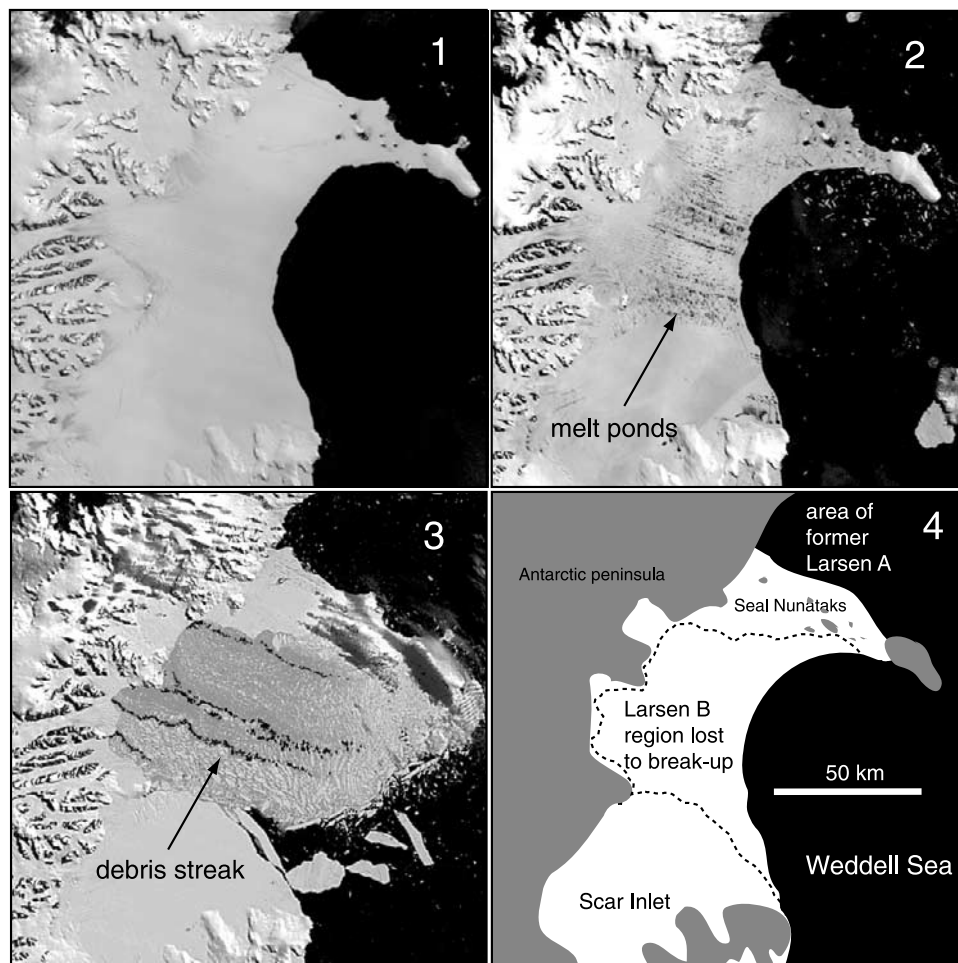 1
2
melt ponds
3
debris streak
4
area of
former
Larsen A
Antarctic peninsula
Seal Nunataks
Larsen B
region lost
to break-up
50 km
Weddell Sea
Scar Inlet